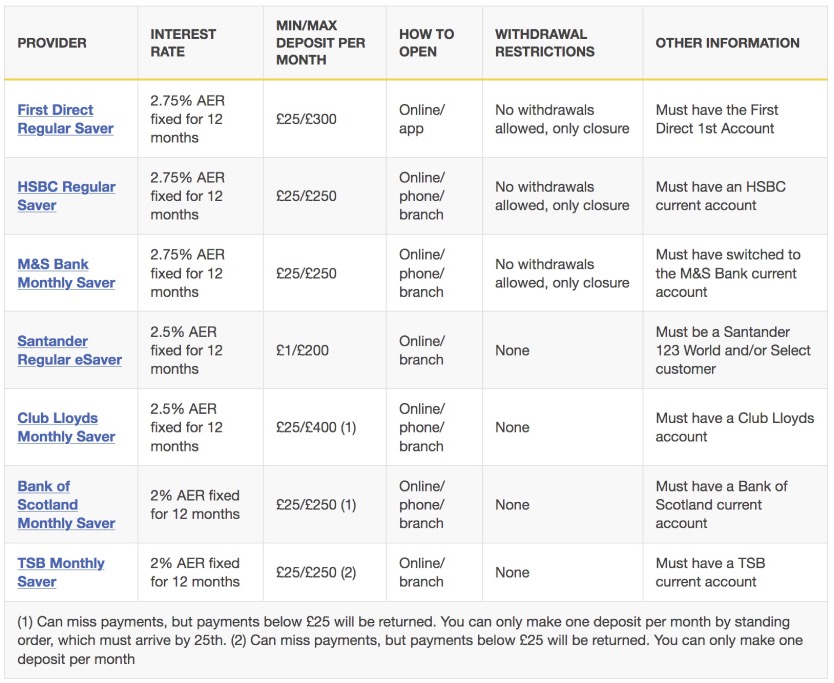 PROVIDER
INTEREST
RATE
MIN/MAX
DEPOSIT PER
MONTH
HOW TO
OPEN
WITHDRAWAL
RESTRICTIONS
OTHER INFORMATION
First Direct
Regular Saver
2.75% AER
fixed for 12
months
£25/£300
Online/
app
No withdrawals
allowed, only closure
Must have the First
Direct 1st Account
HSBC Regular
Saver
2.75% AER
fixed for 12
months
£25/£250
Online/
phone/
branch
No withdrawals
allowed, only closure
Must have an HSBC
current account
M&S Bank
Monthly Saver
2.75% AER
fixed for 12
months
£25/£250
Online/
phone/
branch
No withdrawals
allowed, only closure
Must have switched to
the M&S Bank current
account
Santander
Regular eSaver
2.5% AER
fixed for 12
months
£1/£200
Online/
branch
None
Must be a Santander
123 World and/or Select
customer
Club Lloyds
Monthly Saver
2.5% AER
fixed for 12
months
£25/£400 (1)
Online/
phone/
branch
None
Must have a Club Lloyds
account
Bank of
Scotland
Monthly Saver
2% AER fixed
for 12 months
£25/£250 (1)
Online/
phone/
branch
None
Must have a Bank of
Scotland current
account
TSB Monthly
Saver
2% AER fixed
for 12 months
£25/£250 (2)
Online/
branch
None
Must have a TSB
current account
(1) Can miss payments, but payments below £25 will be returned. You can only make one deposit per month by standing
order, which must arrive by 25th. (2) Can miss payments, but payments below £25 will be returned. You can only make one
deposit per month